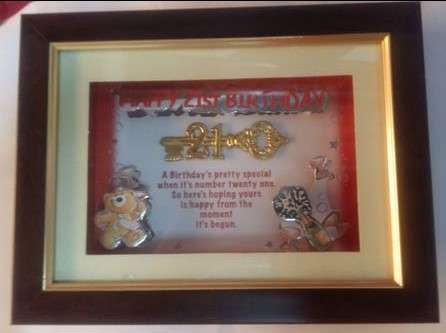 HAPPY 21ST BIRTHDAY
21
A Birthday's pretty special
when it's number twenty one.
So here's hoping yours
is happy from the
moment
it's begun.